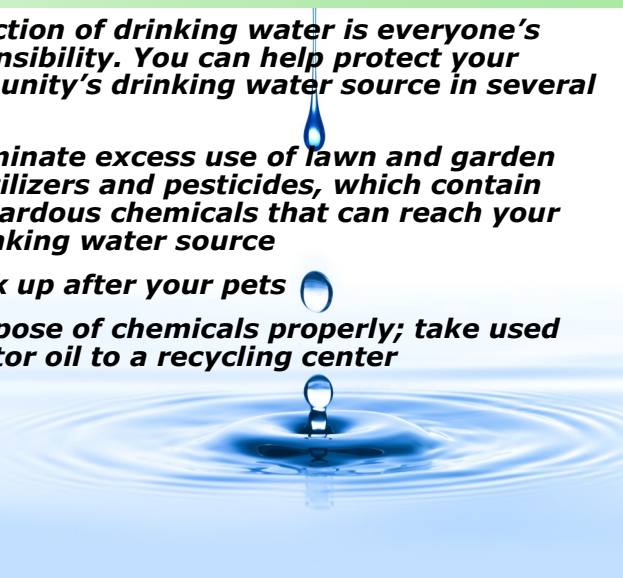 ction of drinking water is everyone’s
nsibility. You can help protect your
unity’s drinking water source in several
minate excess use of lawn and garden
ilizers and pesticides, which contain
ardous chemicals that can reach your
nking water source
k up after your pets
pose of chemicals properly; take used
tor oil to a recycling center